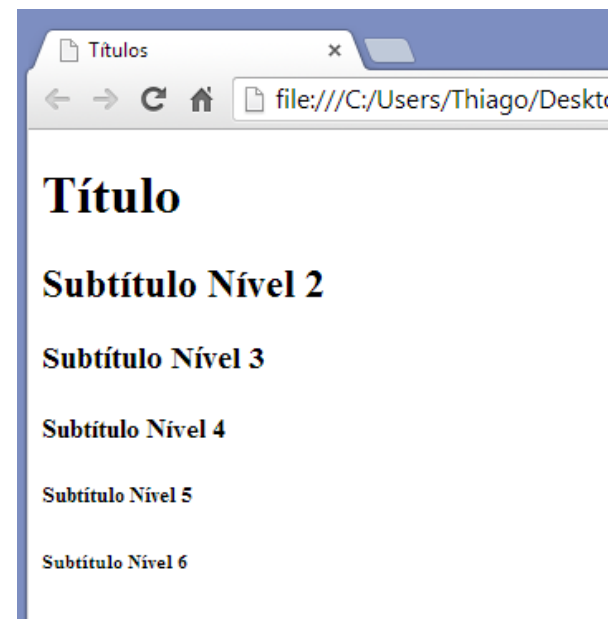 Títulos
file:///C:/Users/Thiago/Deskto
Título
Subtítulo Nível 2
Subtítulo Nível 3
Subtítulo Nível 4
Subtítulo Nível 5
Subtítulo Nível 6